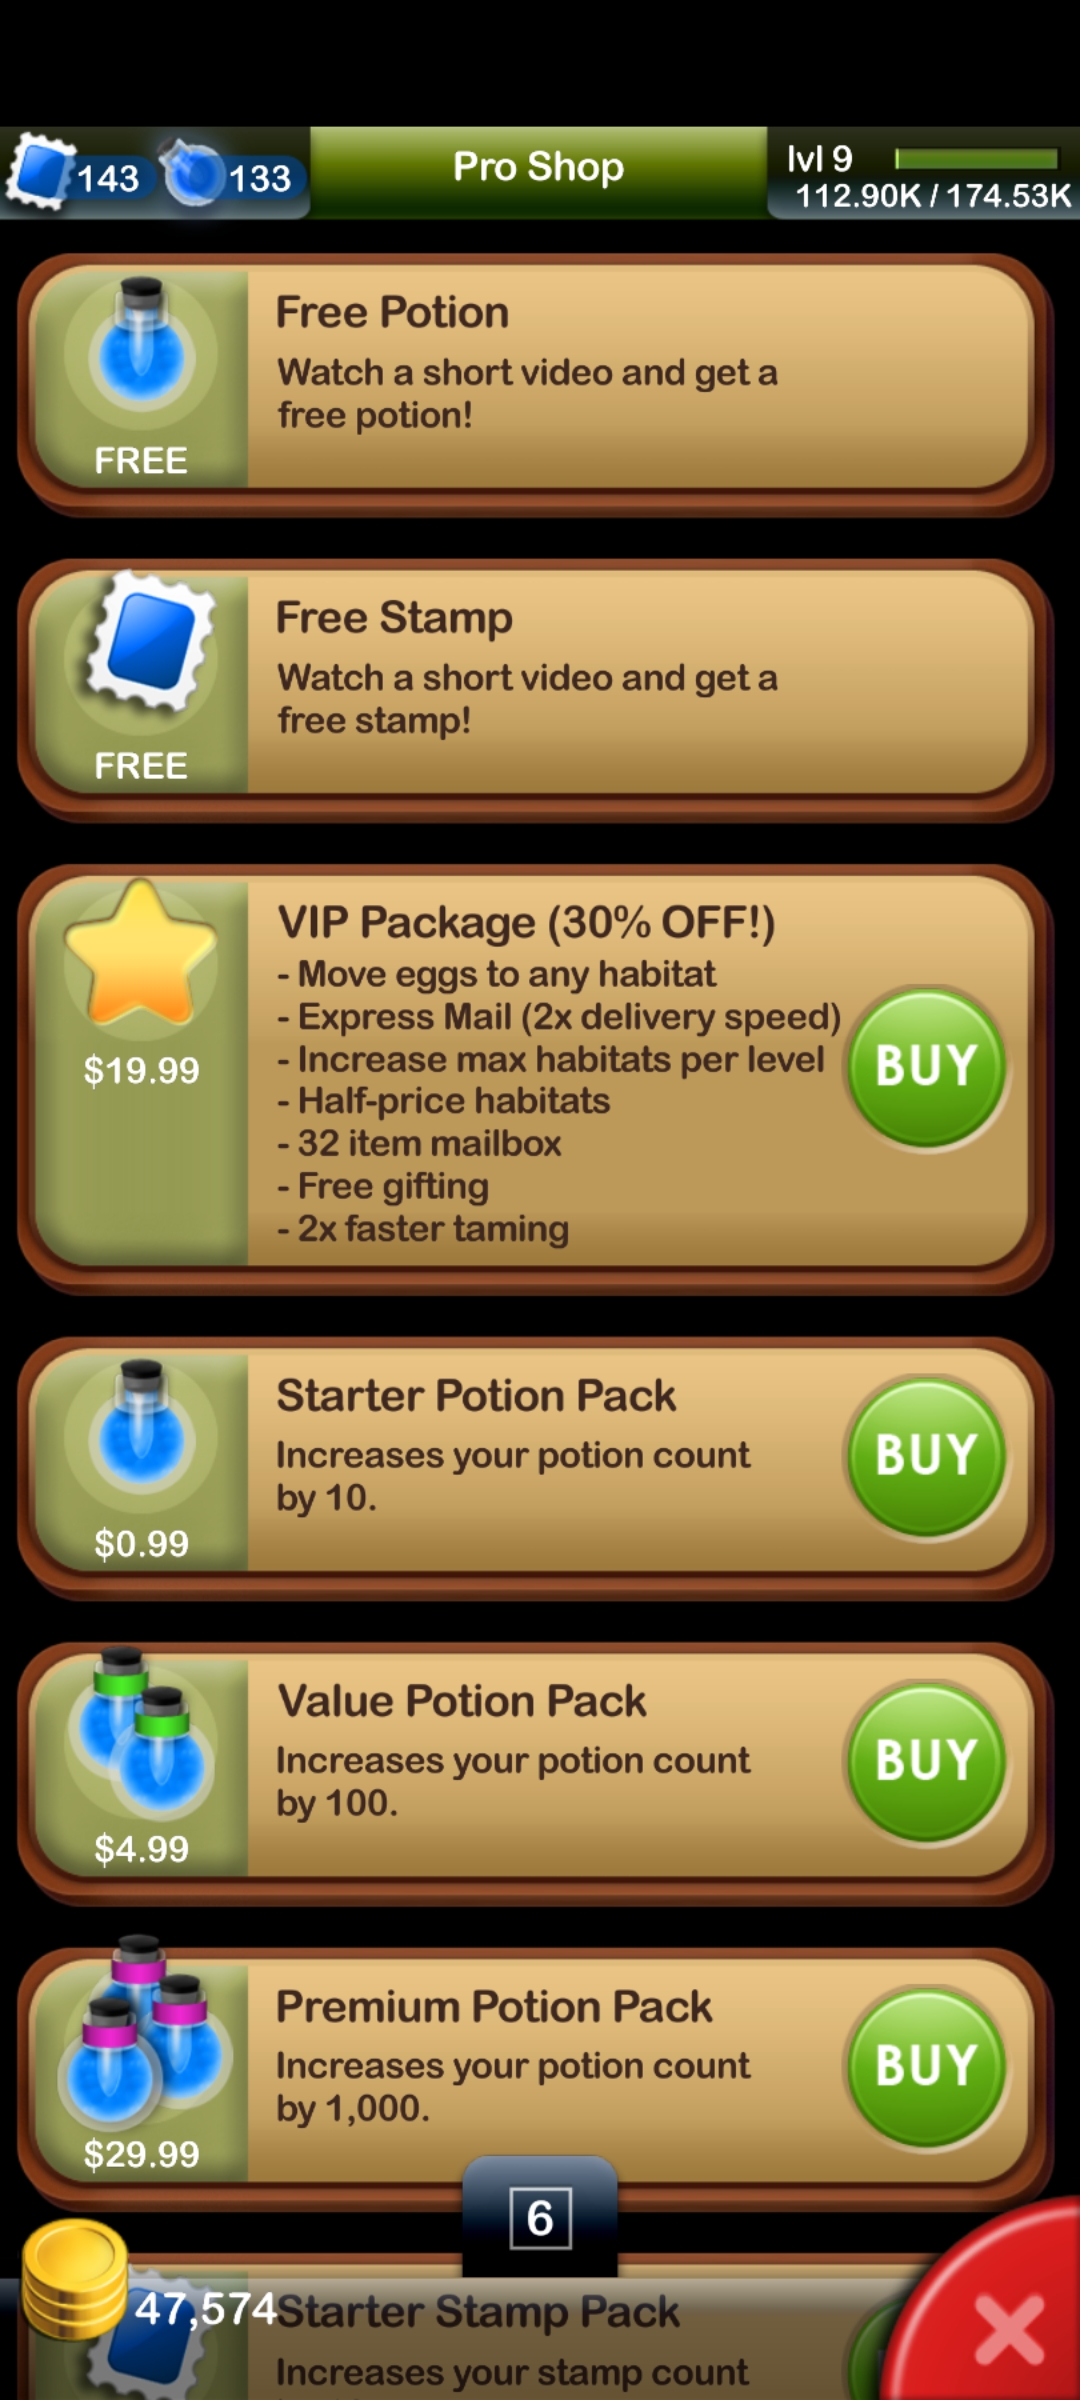 143
133
Pro Shop
lvl 9
112.90K / 174.53K
Free Potion
Watch a short video and get a
free potion!
FREE
Free Stamp
Watch a short video and get a
free stamp!
FREE
VIP Package (30% OFF!)
- Move eggs to any habitat
- Express Mail (2x delivery speed)
- Increase max habitats per level
- Half-price habitats
- 32 item mailbox
- Free gifting
- 2x faster taming
$19.99
BUY
Starter Potion Pack
Increases your potion count
by 10.
$0.99
BUY
Value Potion Pack
Increases your potion count
by 100.
$4.99
BUY
Premium Potion Pack
Increases your potion count
by 1,000.
$29.99
BUY
6
47,574
Starter Stamp Pack
Increases your stamp count